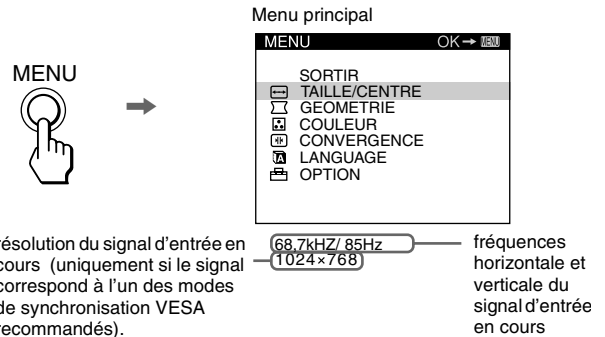 Menu principal
MENU OK→ MENU
MENU
SORTIR
TAILLE/CENTRE
GEOMETRIE
COULEUR
CONVERGENCE
LANGUAGE
OPTION
68,7kHZ/ 85Hz
1024×768
résolution du signal d'entrée en
cours (uniquement si le signal
correspond à l'un des modes
de synchronisation VESA
recommandés).
fréquences
horizontale et
verticale du
signal d'entrée
en cours